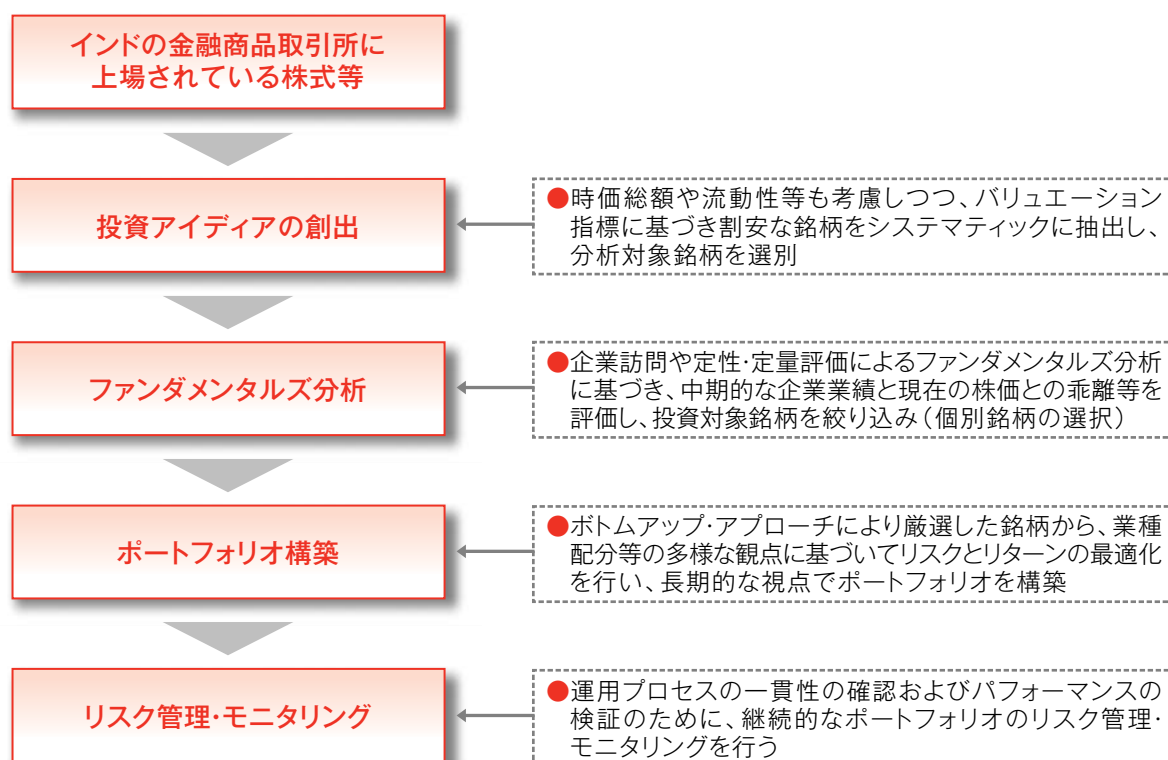 インドの金融商品取引所に
上場されている株式等
投資アイディアの創出
●時価総額や流動性等も考慮しつつ、バリュエーション
指標に基づき割安な銘柄をシステマティックに抽出し、
分析対象銘柄を選別
ファンダメンタルズ分析
●企業訪問や定性・定量評価によるファンダメンタルズ分析
に基づき、中期的な企業業績と現在の株価との乖離等を
評価し、投資対象銘柄を絞り込み（個別銘柄の選択）
ポートフォリオ構築
●ボトムアップ・アプローチにより厳選した銘柄から、業種
配分等の多様な観点に基づいてリスクとリターンの最適化
を行い、長期的な視点でポートフォリオを構築
リスク管理・モニタリング
●運用プロセスの一貫性の確認およびパフォーマンスの
検証のために、継続的なポートフォリオのリスク管理・
モニタリングを行う